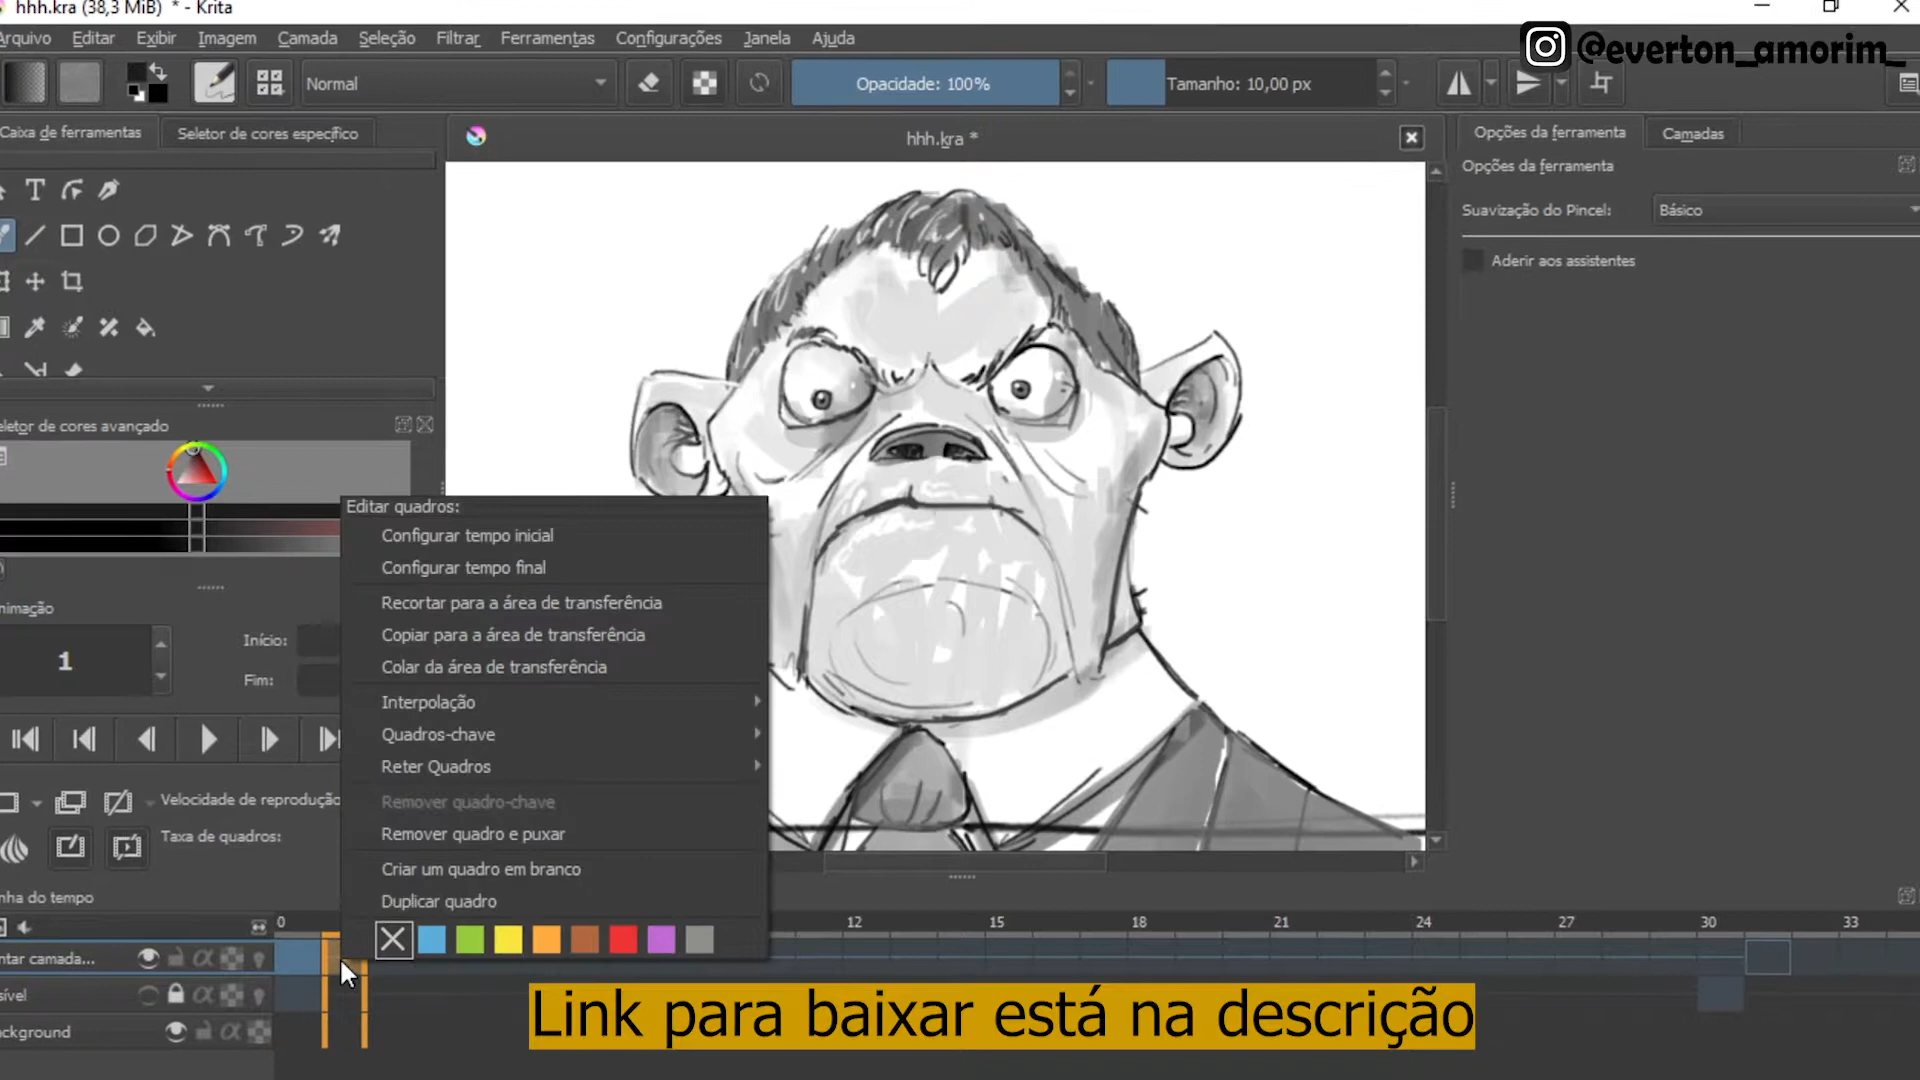 hhh.kra (38,3 MiB) * - Krita
Arquivo Editar Exibir Imagem Camada Seleção Filtrar Ferramentas Configurações Janela Ajuda
@everton_amorim_
Normal Opacidade: 100% Tamanho: 10,00 px
Caixa de ferramentas Seletor de cores específico
hhh.kra *
Opções da ferramenta Camadas
Opções da ferramenta
Suavização do Pincel: Básico
Aderir aos assistentes
eletor de cores avançado
nimação
1
Início:
Fim:
Velocidade de reprodução
Taxa de quadros:
Editar quadros:
Configurar tempo inicial
Configurar tempo final
Recortar para a área de transferência
Copiar para a área de transferência
Colar da área de transferência
Interpolação
Quadros-chave
Reter Quadros
Remover quadro-chave
Remover quadro e puxar
Criar um quadro em branco
Duplicar quadro
nha do tempo
0 12 15 18 21 24 27 30 33
ntar camada...
sível
ackground
Link para baixar está na descrição